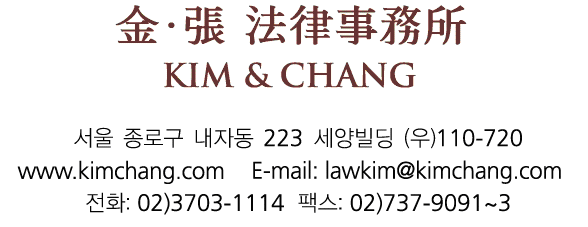 金·張 法律事務所
KIM & CHANG
서울 종로구 내자동 223 세양빌딩 (우)110-720
www.kimchang.com E-mail: lawkim@kimchang.com
전화: 02)3703-1114 팩스: 02)737-9091~3